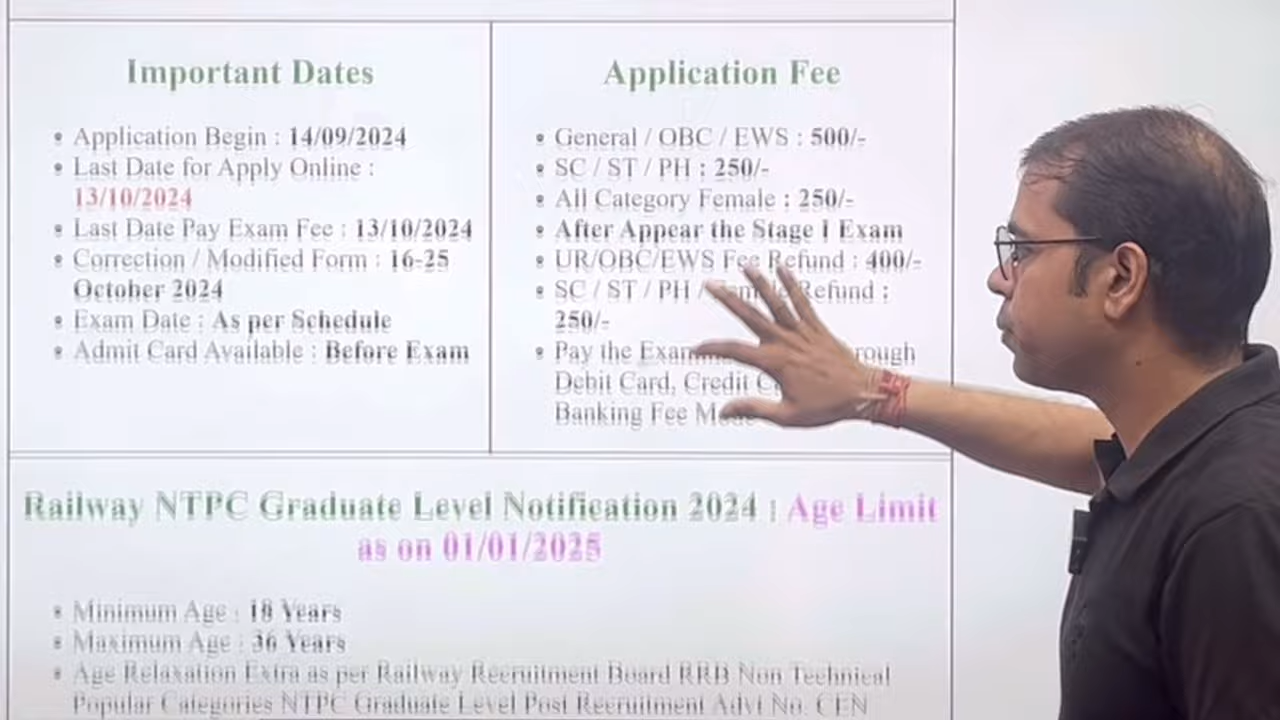 Important Dates
Application Begin : 14/09/2024
Last Date for Apply Online :
13/10/2024
Last Date Pay Exam Fee : 13/10/2024
Correction / Modified Form : 16-25
October 2024
Exam Date : As per Schedule
Admit Card Available : Before Exam
Application Fee
General / OBC / EWS : 500/-
SC / ST / PH : 250/-
All Category Female : 250/-
After Appear the Stage I Exam
UR/OBC/EWS Fee Refund : 400/-
SC / ST / PH / Refund :
250/-
Pay the
Debit Card, Credit
Banking Fee
Railway NTPC Graduate Level Notification 2024 : Age Limit
as on 01/01/2025
Minimum Age : 18 Years
Maximum Age : 36 Years
Age Relaxation Extra as per Railway Recruitment Board RRB Non Technical
Popular Categories NTPC Graduate Level Post Recruitment Advt No. CEN